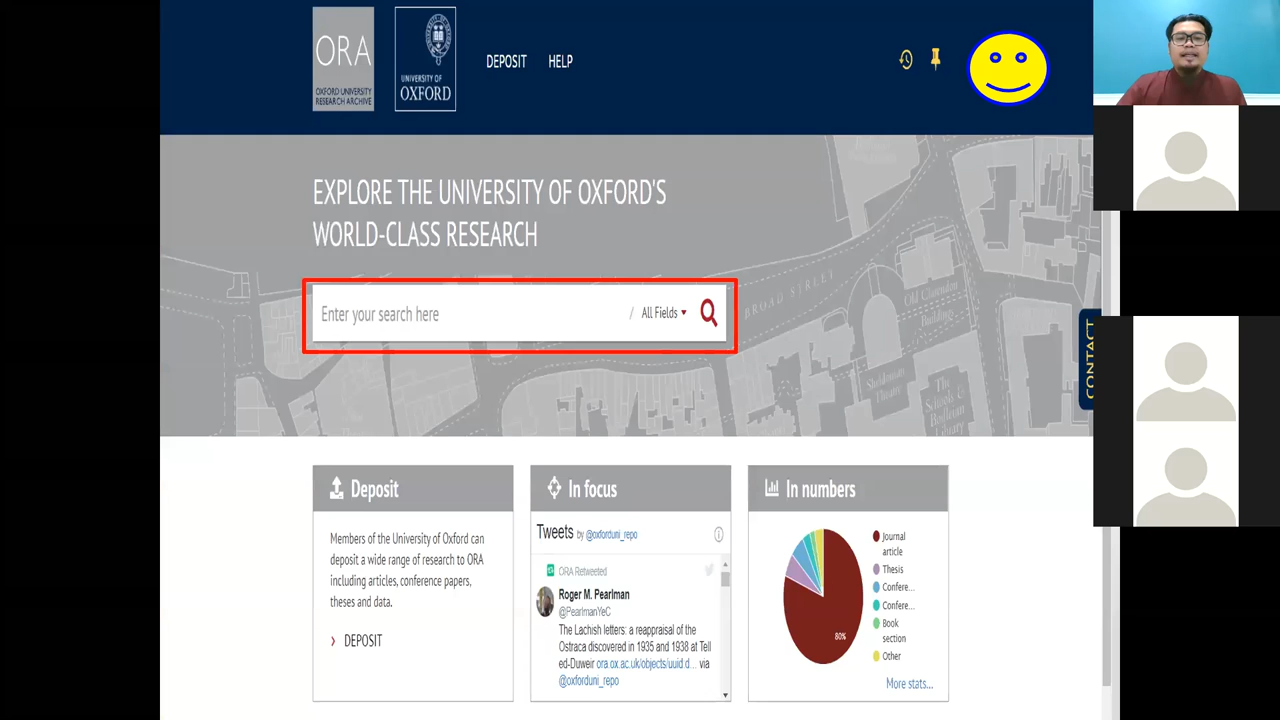 ORA
OXFORD UNIVERSITY
RESEARCH ARCHIVE
UNIVERSITY OF
OXFORD
DEPOSIT
HELP
EXPLORE THE UNIVERSITY OF OXFORD'S
WORLD-CLASS RESEARCH
Enter your search here
/ All Fields
BROAD STREET
Old Clarendon
Buildings
Sheldonian
Theatre
The
Schools &
Bodleian
Library
CONTACT
Deposit
Members of the University of Oxford can
deposit a wide range of research to ORA
including articles, conference papers,
theses and data.
DEPOSIT
In focus
Tweets by @oxforduni_repo
ORA Retweeted
Roger M. Pearlman
@PearlmanYeC
The Lachish letters: a reappraisal of the
Ostraca discovered in 1935 and 1938 at Tell
ed-Duweir ora.ox.ac.uk/objects/uuid:d... via
@oxforduni_repo
In numbers
80%
Journal
article
Thesis
Confere...
Confere...
Book
section
Other
More stats...